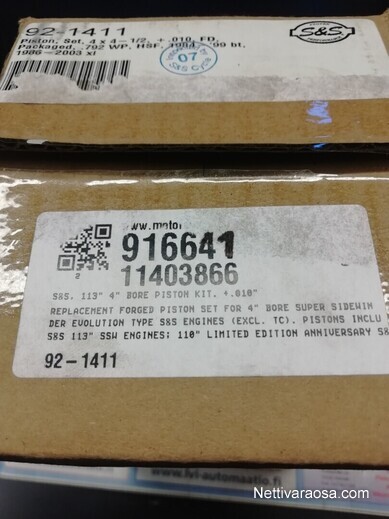 92-1411
S&S
Piston, Set, 4 x 4-1/2, +.010, FD,
Packaged, .702 WP, HSF, 1984-'99 bt.
1986-2003 xl
07
S&S Cycle
www.motor
916641
2
11403866
S&S. 113" 4" BORE PISTON KIT. +.010"
REPLACEMENT FORGED PISTON SET FOR 4" BORE SUPER SIDEWIN
DER EVOLUTION TYPE S&S ENGINES (EXCL. TC). PISTONS INCLU
S&S 113" SSW ENGINES; 110" LIMITED EDITION ANNIVERSARY S&
92-1411
Nettivaraosa.com